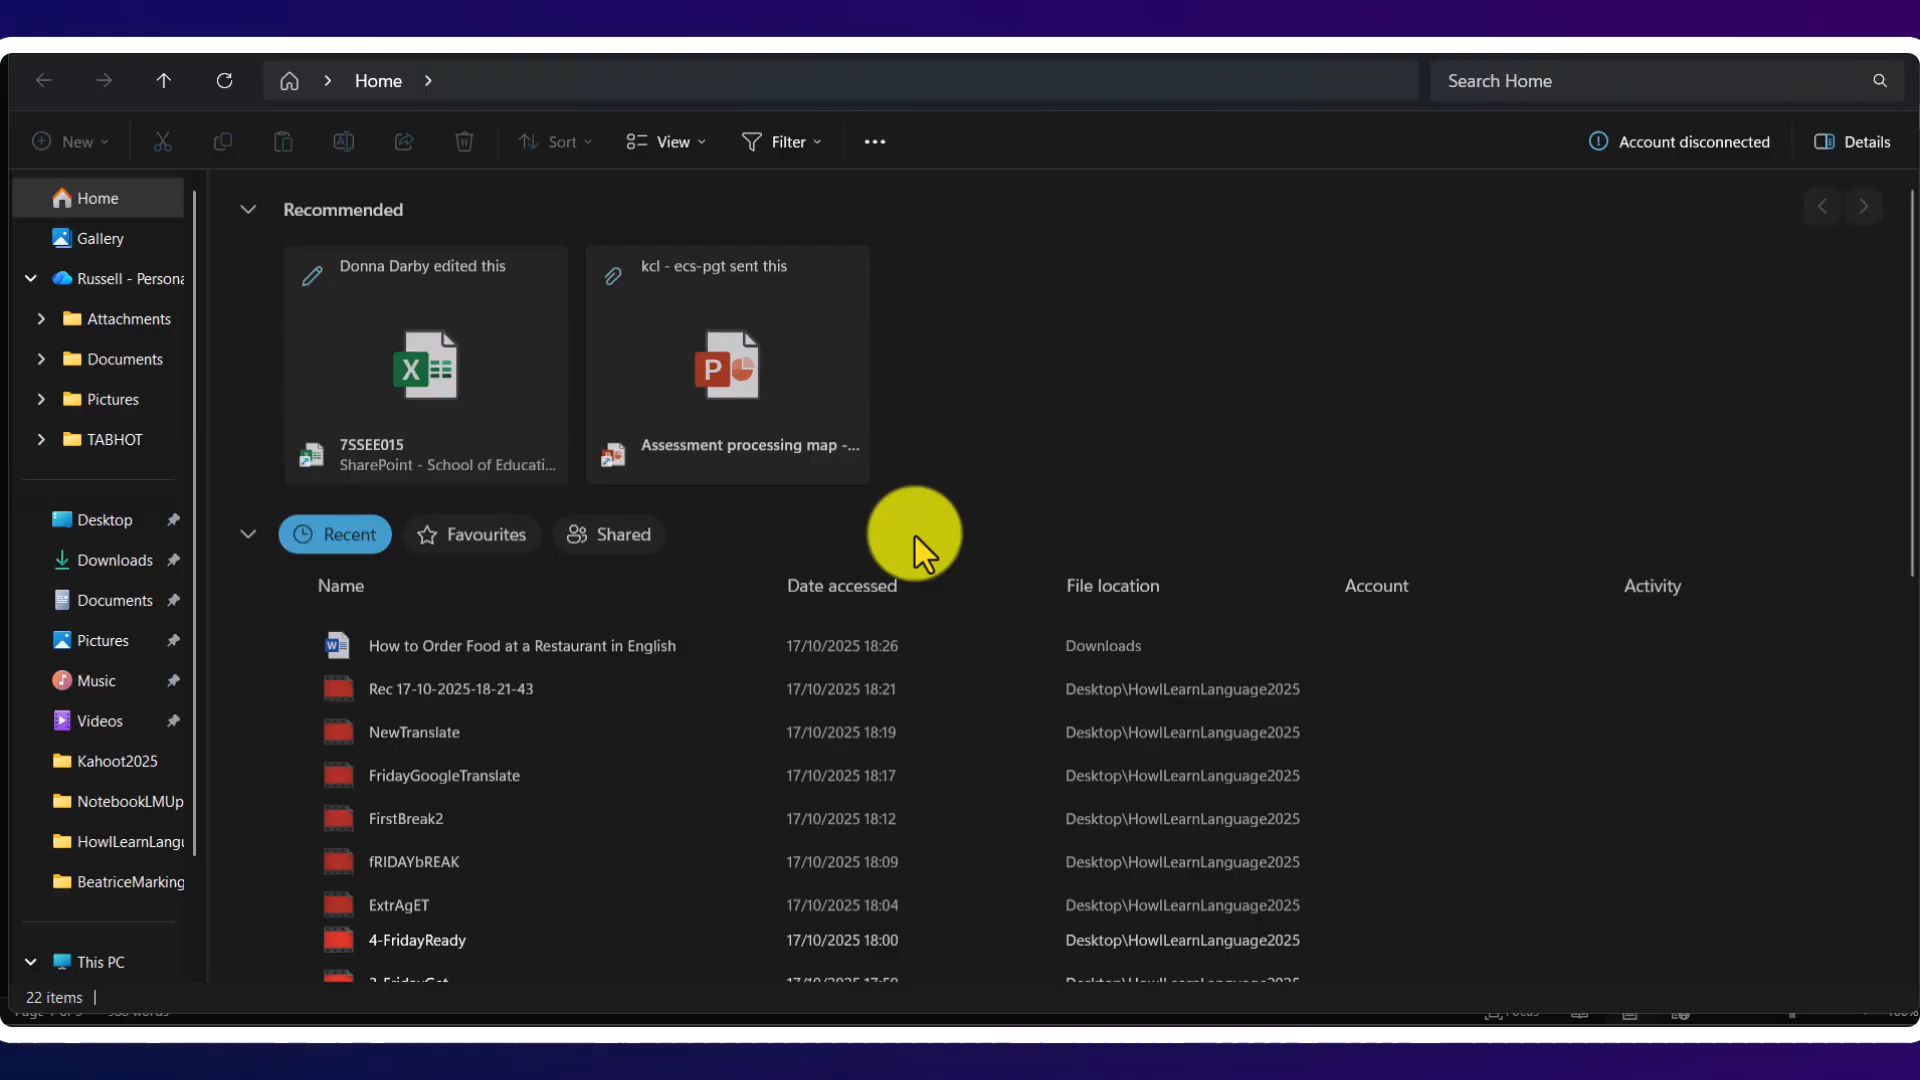 Home
Search Home
New
Sort
View
Filter
Account disconnected
Details
Home
Gallery
Russell - Persona
Attachments
Documents
Pictures
TABHOT
Desktop
Downloads
Documents
Pictures
Music
Videos
Kahoot2025
NotebookLMUp
HowILearnLangu
BeatriceMarking
This PC
22 items
Recommended
Donna Darby edited this
7SSEE015
SharePoint - School of Educati...
kcl - ecs-pgt sent this
Assessment processing map -...
Recent
Favourites
Shared
Name Date accessed File location Account Activity
How to Order Food at a Restaurant in English 17/10/2025 18:26 Downloads
Rec 17-10-2025-18-21-43 17/10/2025 18:21 Desktop\HowILearnLanguage2025
NewTranslate 17/10/2025 18:19 Desktop\HowILearnLanguage2025
FridayGoogleTranslate 17/10/2025 18:17 Desktop\HowILearnLanguage2025
FirstBreak2 17/10/2025 18:12 Desktop\HowILearnLanguage2025
fRIDAYbREAK 17/10/2025 18:09 Desktop\HowILearnLanguage2025
ExtrAgET 17/10/2025 18:04 Desktop\HowILearnLanguage2025
4-FridayReady 17/10/2025 18:00 Desktop\HowILearnLanguage2025